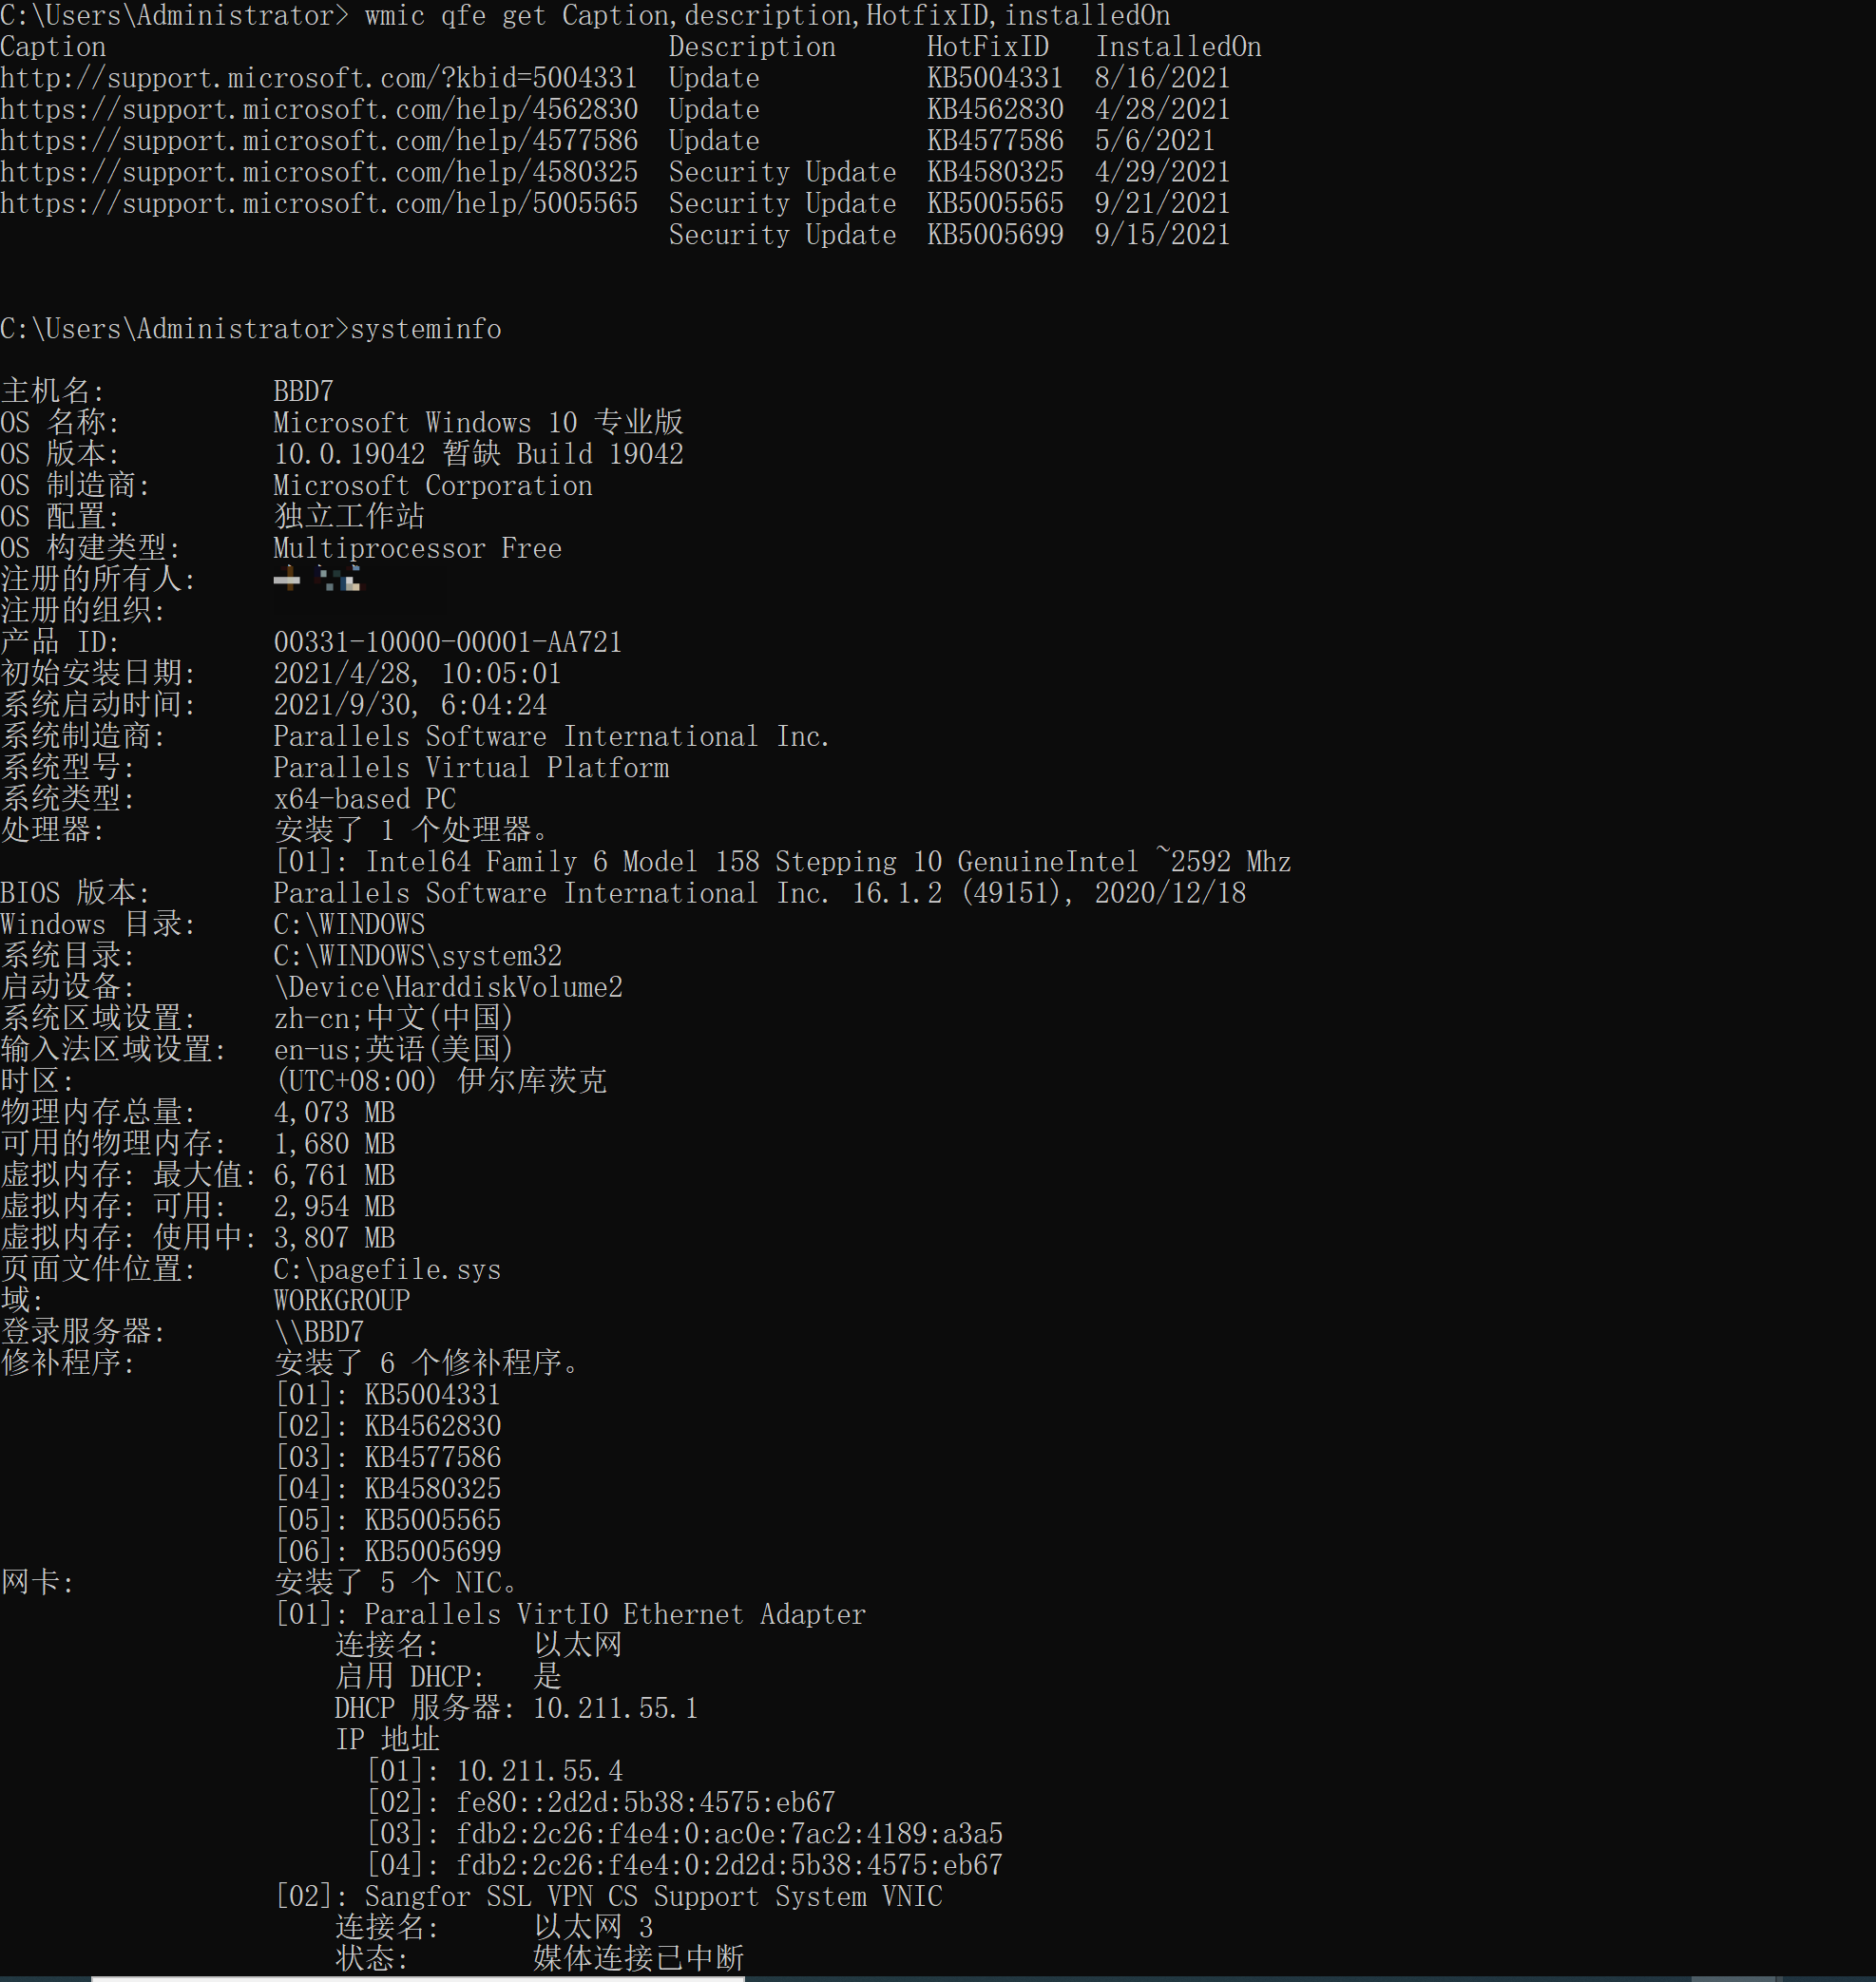 C:\Users\Administrator> wmic qfe get Caption,description,HotfixID,installedOn
Caption                                     Description      HotFixID   InstalledOn
http://support.microsoft.com/?kbid=5004331  Update           KB5004331  8/16/2021
https://support.microsoft.com/help/4562830  Update           KB4562830  4/28/2021
https://support.microsoft.com/help/4577586  Update           KB4577586  5/6/2021
https://support.microsoft.com/help/4580325  Security Update  KB4580325  4/29/2021
https://support.microsoft.com/help/5005565  Security Update  KB5005565  9/21/2021
Security Update  KB5005699  9/15/2021
C:\Users\Administrator>systeminfo
主机名:           BBD7
OS 名称:          Microsoft Windows 10 专业版
OS 版本:          10.0.19042 暂缺 Build 19042
OS 制造商:        Microsoft Corporation
OS 配置:          独立工作站
OS 构建类型:      Multiprocessor Free
注册的所有人:
注册的组织:
产品 ID:          00331-10000-00001-AA721
初始安装日期:     2021/4/28, 10:05:01
系统启动时间:     2021/9/30, 6:04:24
系统制造商:       Parallels Software International Inc.
系统型号:         Parallels Virtual Platform
系统类型:         x64-based PC
处理器:           安装了 1 个处理器。
[01]: Intel64 Family 6 Model 158 Stepping 10 GenuineIntel ~2592 Mhz
BIOS 版本:        Parallels Software International Inc. 16.1.2 (49151), 2020/12/18
Windows 目录:     C:\WINDOWS
系统目录:         C:\WINDOWS\system32
启动设备:         \Device\HarddiskVolume2
系统区域设置:     zh-cn;中文(中国)
输入法区域设置:   en-us;英语(美国)
时区:             (UTC+08:00) 伊尔库茨克
物理内存总量:     4,073 MB
可用的物理内存:   1,680 MB
虚拟内存: 最大值: 6,761 MB
虚拟内存: 可用:   2,954 MB
虚拟内存: 使用中: 3,807 MB
页面文件位置:     C:\pagefile.sys
域:               WORKGROUP
登录服务器:       \\BBD7
修补程序:         安装了 6 个修补程序。
[01]: KB5004331
[02]: KB4562830
[03]: KB4577586
[04]: KB4580325
[05]: KB5005565
[06]: KB5005699
网卡:             安装了 5 个 NIC。
[01]: Parallels VirtIO Ethernet Adapter
连接名:      以太网
启用 DHCP:   是
DHCP 服务器: 10.211.55.1
IP 地址
[01]: 10.211.55.4
[02]: fe80::2d2d:5b38:4575:eb67
[03]: fdb2:2c26:f4e4:0:ac0e:7ac2:4189:a3a5
[04]: fdb2:2c26:f4e4:0:2d2d:5b38:4575:eb67
[02]: Sangfor SSL VPN CS Support System VNIC
连接名:      以太网 3
状态:        媒体连接已中断